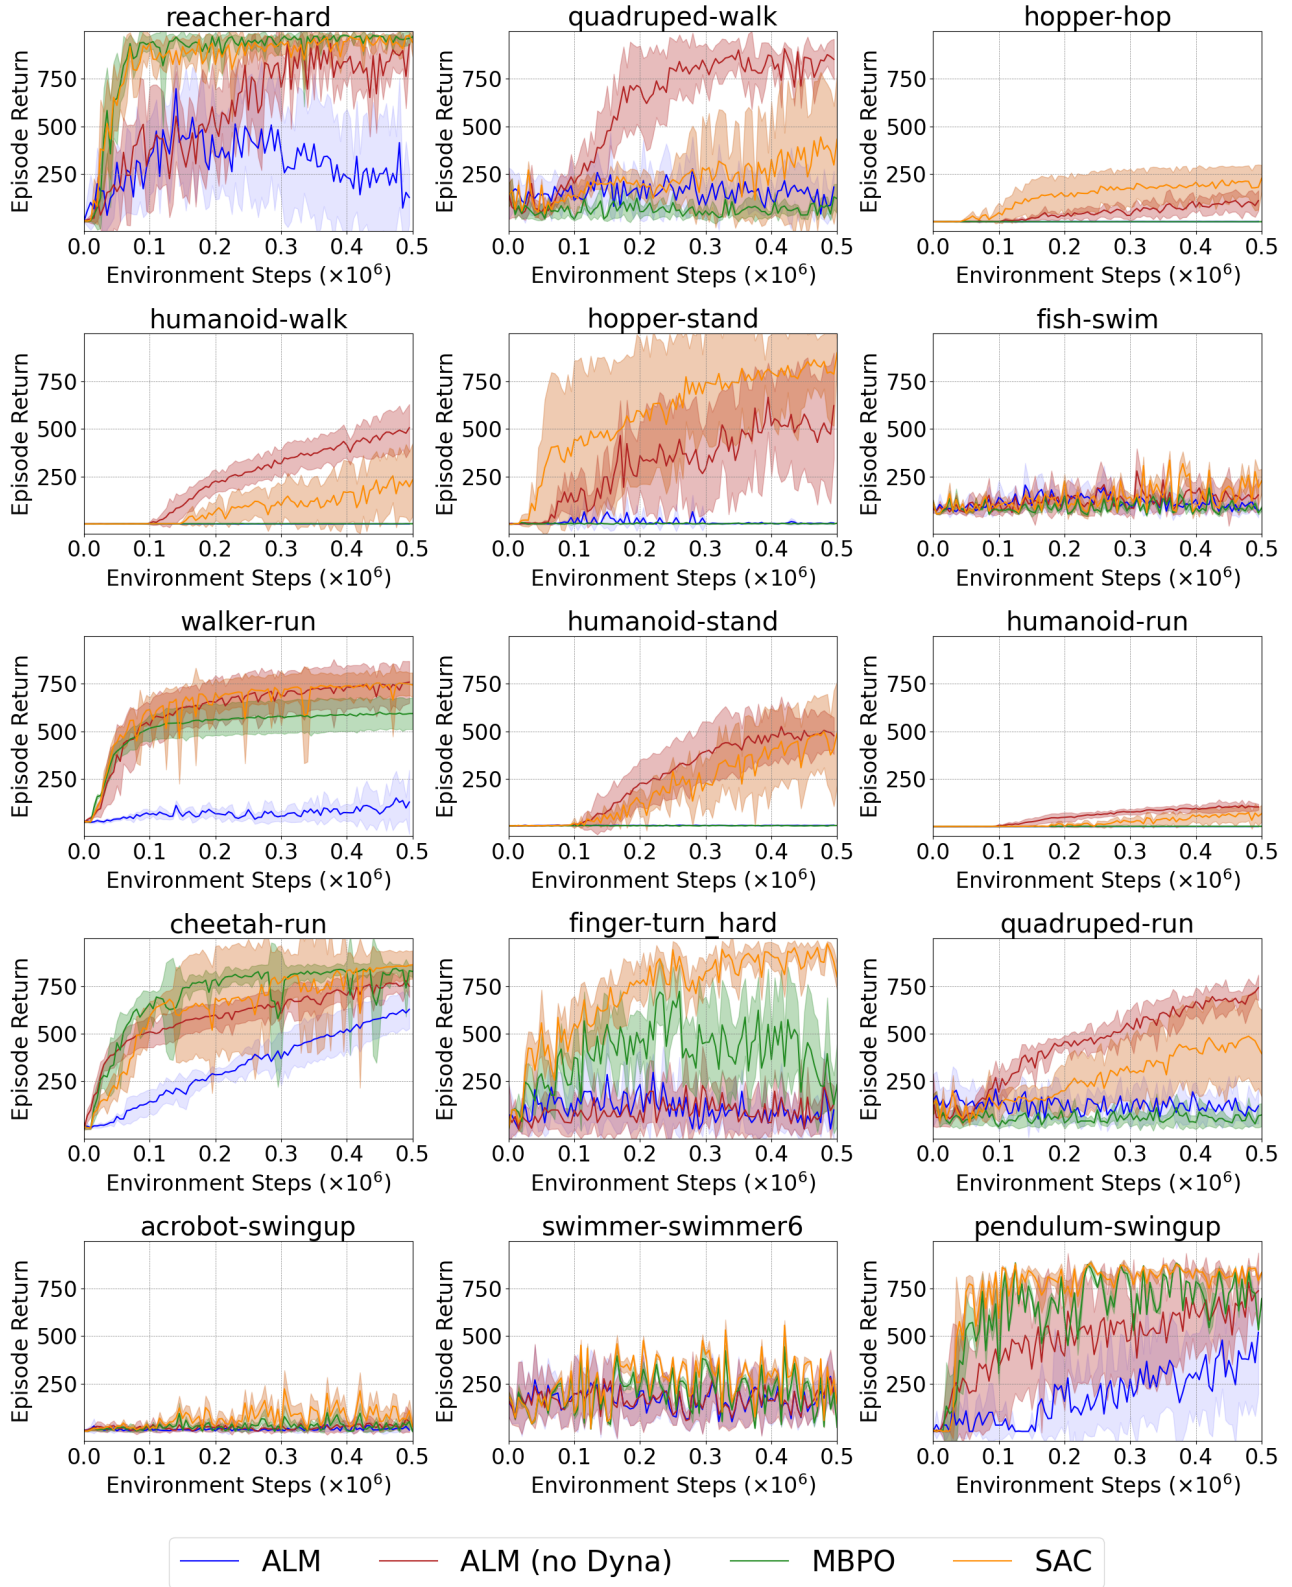 reacher-hard
quadruped-walk
hopper-hop
Episode Return
750
500
250
0.0 0.1 0.2 0.3 0.4 0.5
Environment Steps (×10⁶)
Episode Return
750
500
250
0.0 0.1 0.2 0.3 0.4 0.5
Environment Steps (×10⁶)
Episode Return
750
500
250
0.0 0.1 0.2 0.3 0.4 0.5
Environment Steps (×10⁶)
humanoid-walk
hopper-stand
fish-swim
Episode Return
750
500
250
0.0 0.1 0.2 0.3 0.4 0.5
Environment Steps (×10⁶)
Episode Return
750
500
250
0.0 0.1 0.2 0.3 0.4 0.5
Environment Steps (×10⁶)
Episode Return
750
500
250
0.0 0.1 0.2 0.3 0.4 0.5
Environment Steps (×10⁶)
walker-run
humanoid-stand
humanoid-run
Episode Return
750
500
250
0.0 0.1 0.2 0.3 0.4 0.5
Environment Steps (×10⁶)
Episode Return
750
500
250
0.0 0.1 0.2 0.3 0.4 0.5
Environment Steps (×10⁶)
Episode Return
750
500
250
0.0 0.1 0.2 0.3 0.4 0.5
Environment Steps (×10⁶)
cheetah-run
finger-turn_hard
quadruped-run
Episode Return
750
500
250
0.0 0.1 0.2 0.3 0.4 0.5
Environment Steps (×10⁶)
Episode Return
750
500
250
0.0 0.1 0.2 0.3 0.4 0.5
Environment Steps (×10⁶)
Episode Return
750
500
250
0.0 0.1 0.2 0.3 0.4 0.5
Environment Steps (×10⁶)
acrobot-swingup
swimmer-swimmer6
pendulum-swingup
Episode Return
750
500
250
0.0 0.1 0.2 0.3 0.4 0.5
Environment Steps (×10⁶)
Episode Return
750
500
250
0.0 0.1 0.2 0.3 0.4 0.5
Environment Steps (×10⁶)
Episode Return
750
500
250
0.0 0.1 0.2 0.3 0.4 0.5
Environment Steps (×10⁶)
ALM ALM (no Dyna) MBPO SAC